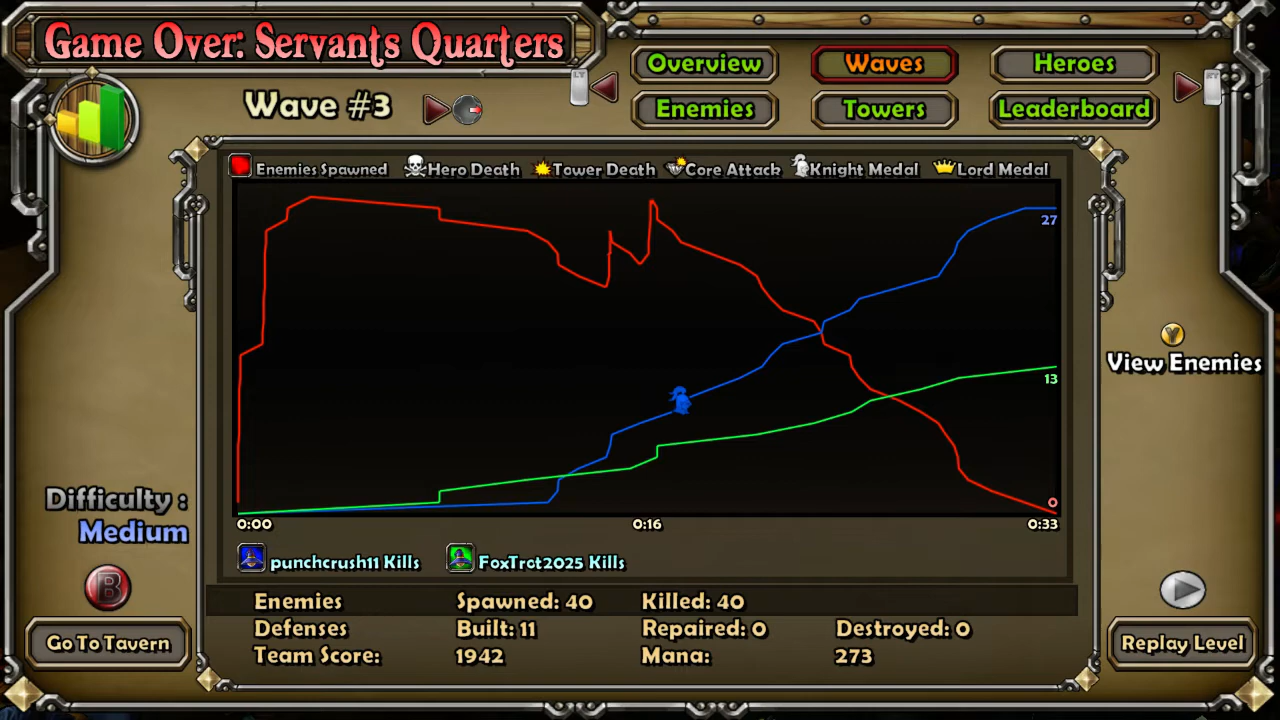 Game Over: Servants Quarters
LT
Overview
Waves
Heroes
RT
Wave #3
Enemies
Towers
Leaderboard
Enemies Spawned
Hero Death
Tower Death
Core Attack
Knight Medal
Lord Medal
27
13
0
0:00
0:16
0:33
Y
View Enemies
Difficulty :
Medium
punchcrush11 Kills
FoxTrot2025 Kills
B
Go To Tavern
Enemies Spawned: 40 Killed: 40
Defenses Built: 11 Repaired: 0 Destroyed: 0
Team Score: 1942 Mana: 273
Replay Level